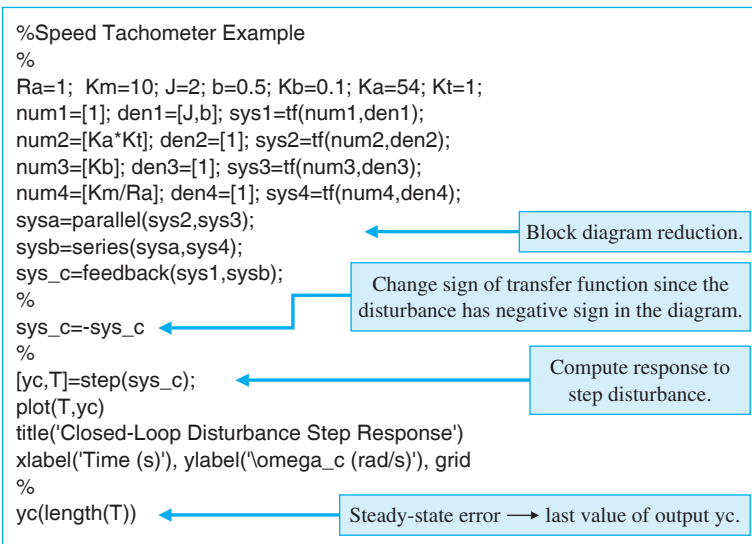 %Speed Tachometer Example
%
Ra=1; Km=10; J=2; b=0.5; Kb=0.1; Ka=54; Kt=1;
num1=[1]; den1=[J,b]; sys1=tf(num1,den1);
num2=[Ka*Kt]; den2=[1]; sys2=tf(num2,den2);
num3=[Kb]; den3=[1]; sys3=tf(num3,den3);
num4=[Km/Ra]; den4=[1]; sys4=tf(num4,den4);
sysa=parallel(sys2,sys3);
Block diagram reduction.
sysb=series(sysa,sys4);
sys_c=feedback(sys1,sysb);
%
Change sign of transfer function since the
disturbance has negative sign in the diagram.
sys_c=-sys_c
%
[yc,T]=step(sys_c);
Compute response to
step disturbance.
plot(T,yc)
title('Closed-Loop Disturbance Step Response')
xlabel('Time (s)'), ylabel('\omega_c (rad/s)'), grid
%
yc(length(T))
Steady-state error → last value of output yc.